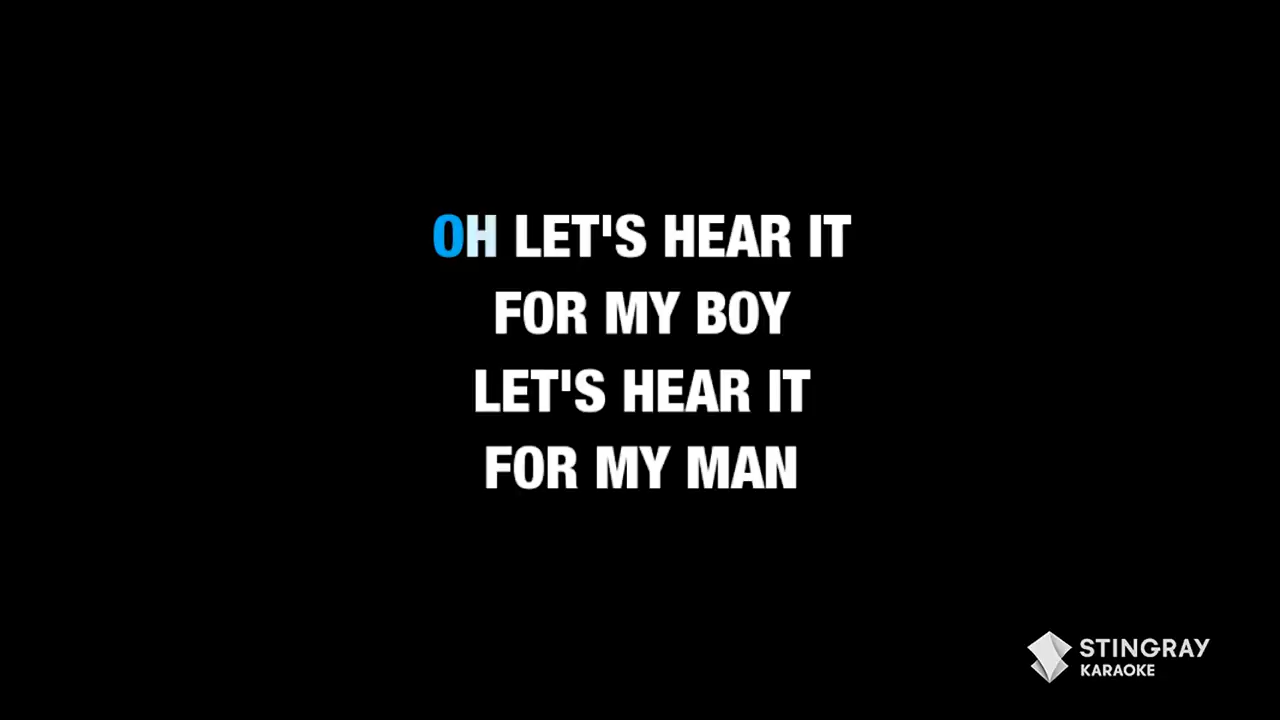 OH LET'S HEAR IT
FOR MY BOY
LET'S HEAR IT
FOR MY MAN
STINGRAY
KARAOKE